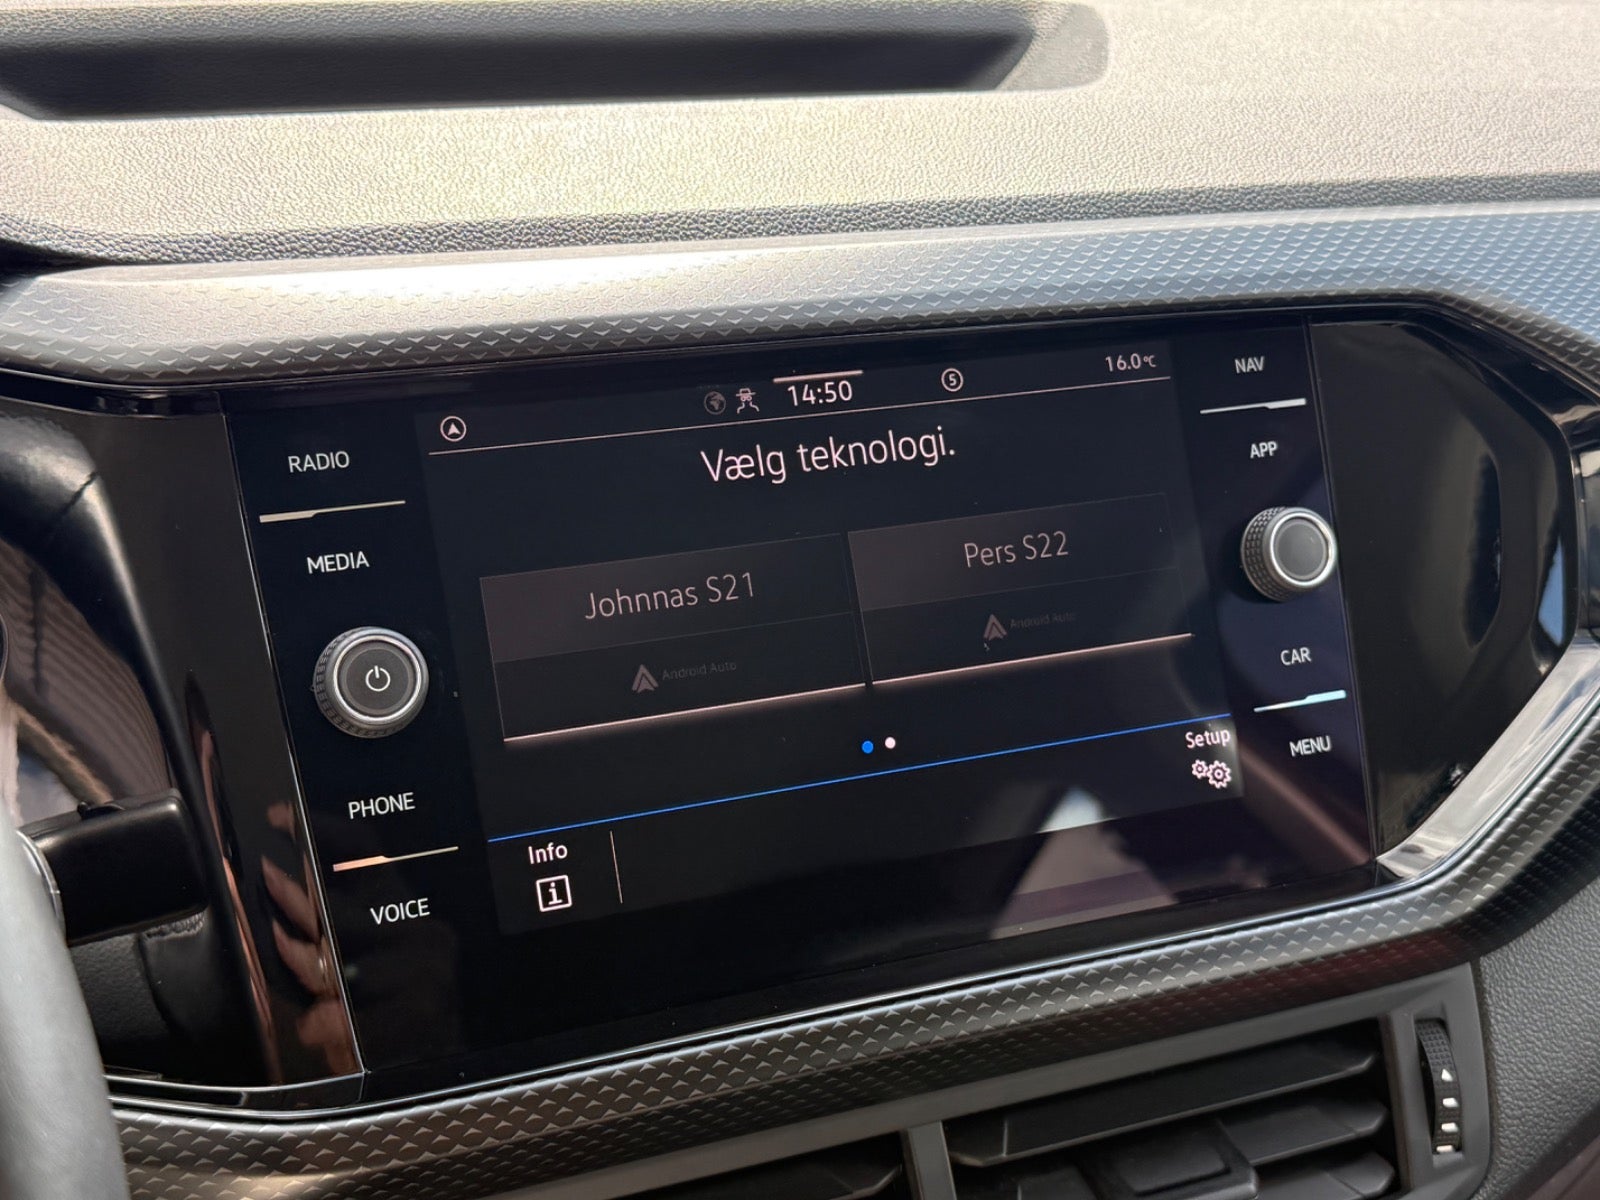 14:50
5
16.0°C
Vælg teknologi.
RADIO
MEDIA
PHONE
VOICE
Johnnas S21
Android Auto
Pers S22
Android Auto
Info
i
Setup
NAV
APP
CAR
MENU